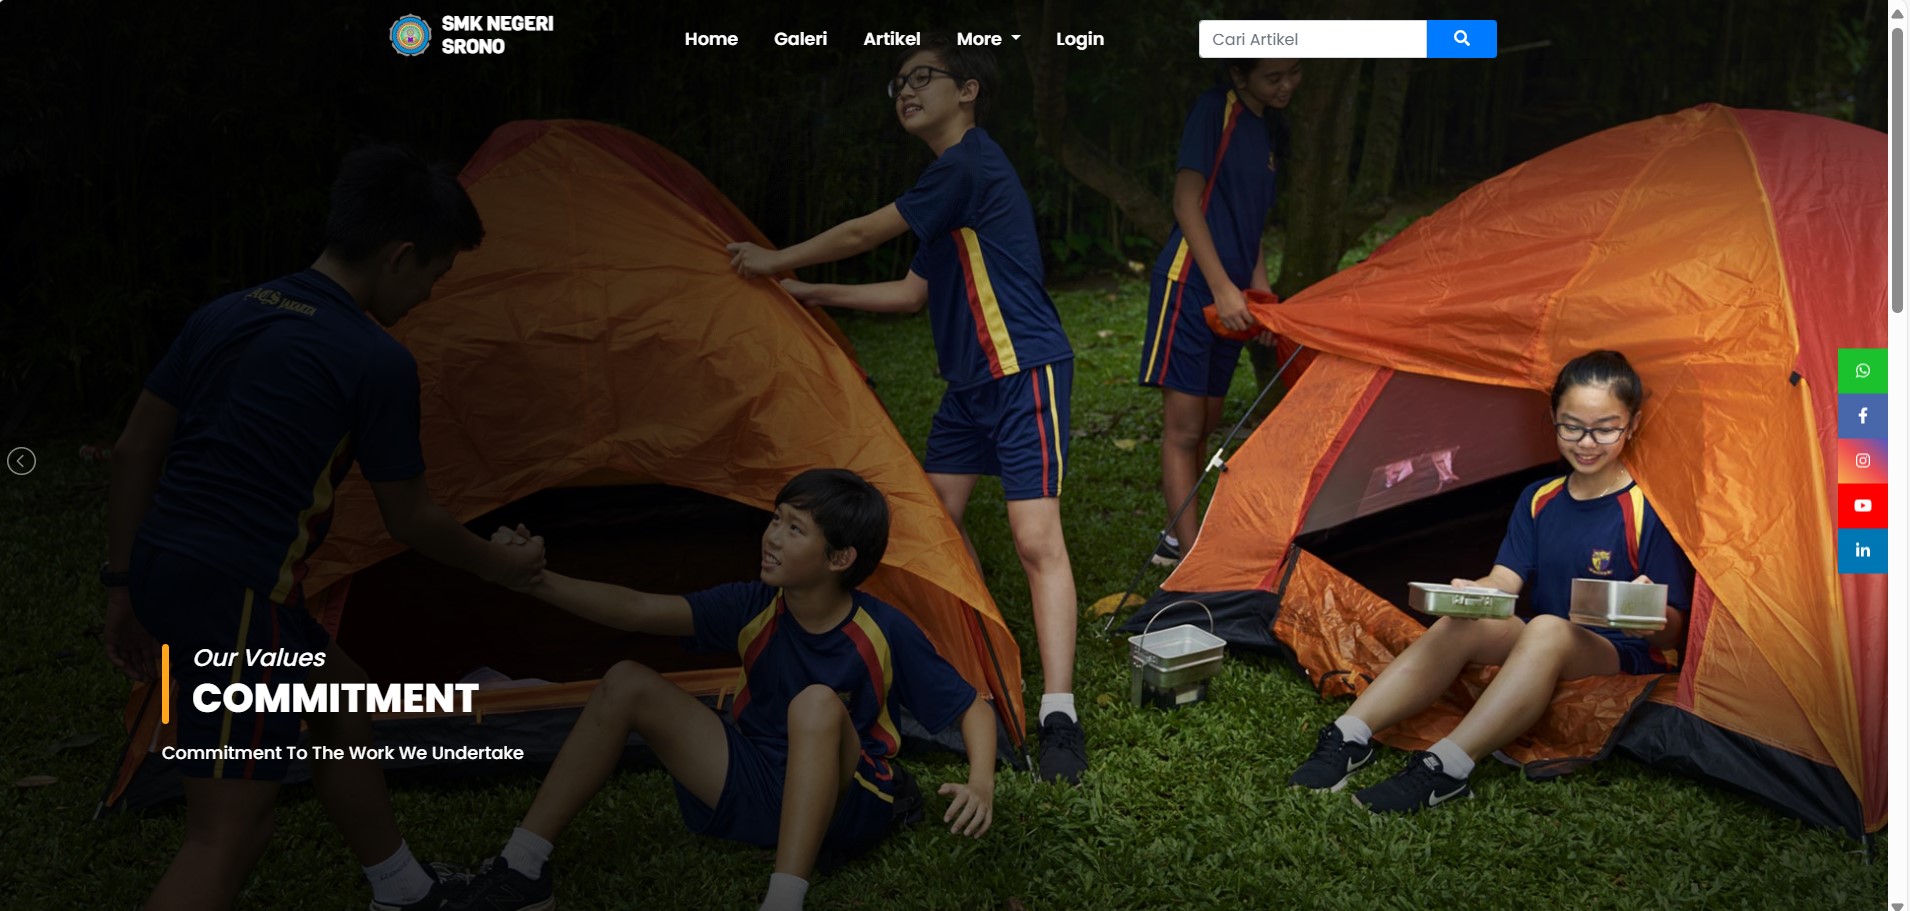 SMK NEGERI
SRONO
Home Galeri Artikel More Login
Cari Artikel
Our Values
COMMITMENT
Commitment To The Work We Undertake
in